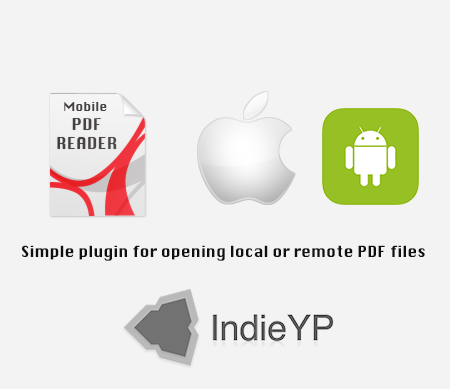 Mobile
PDF
READER
Simple plugin for opening local or remote PDF files
IndieYP